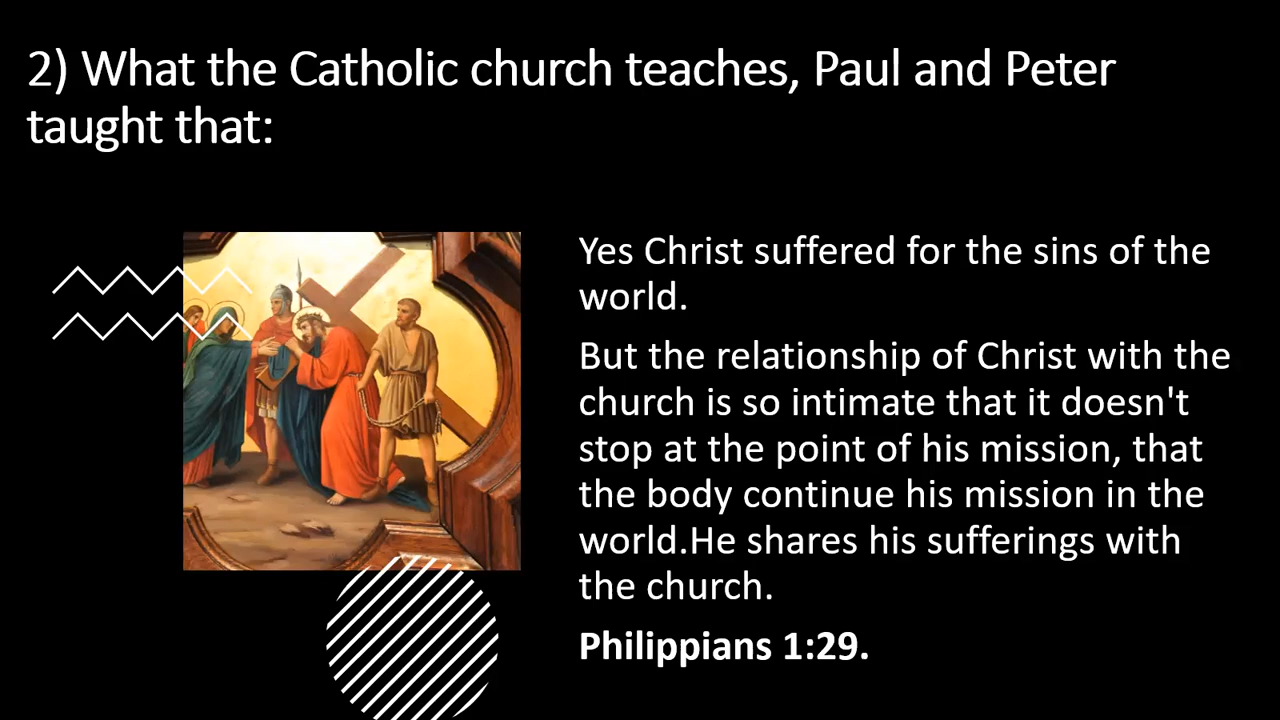 2) What the Catholic church teaches, Paul and Peter
taught that:
Yes Christ suffered for the sins of the
world.
But the relationship of Christ with the
church is so intimate that it doesn't
stop at the point of his mission, that
the body continue his mission in the
world.He shares his sufferings with
the church.
Philippians 1:29.